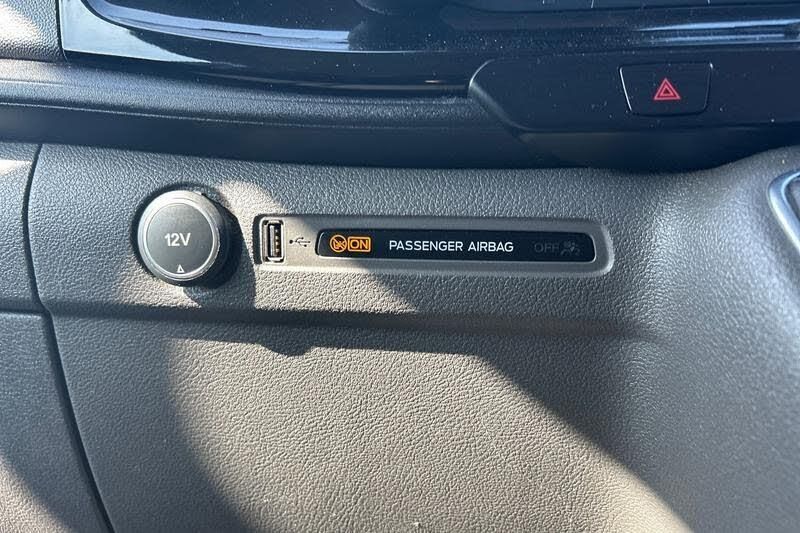 12V
ON PASSENGER AIRBAG OFF